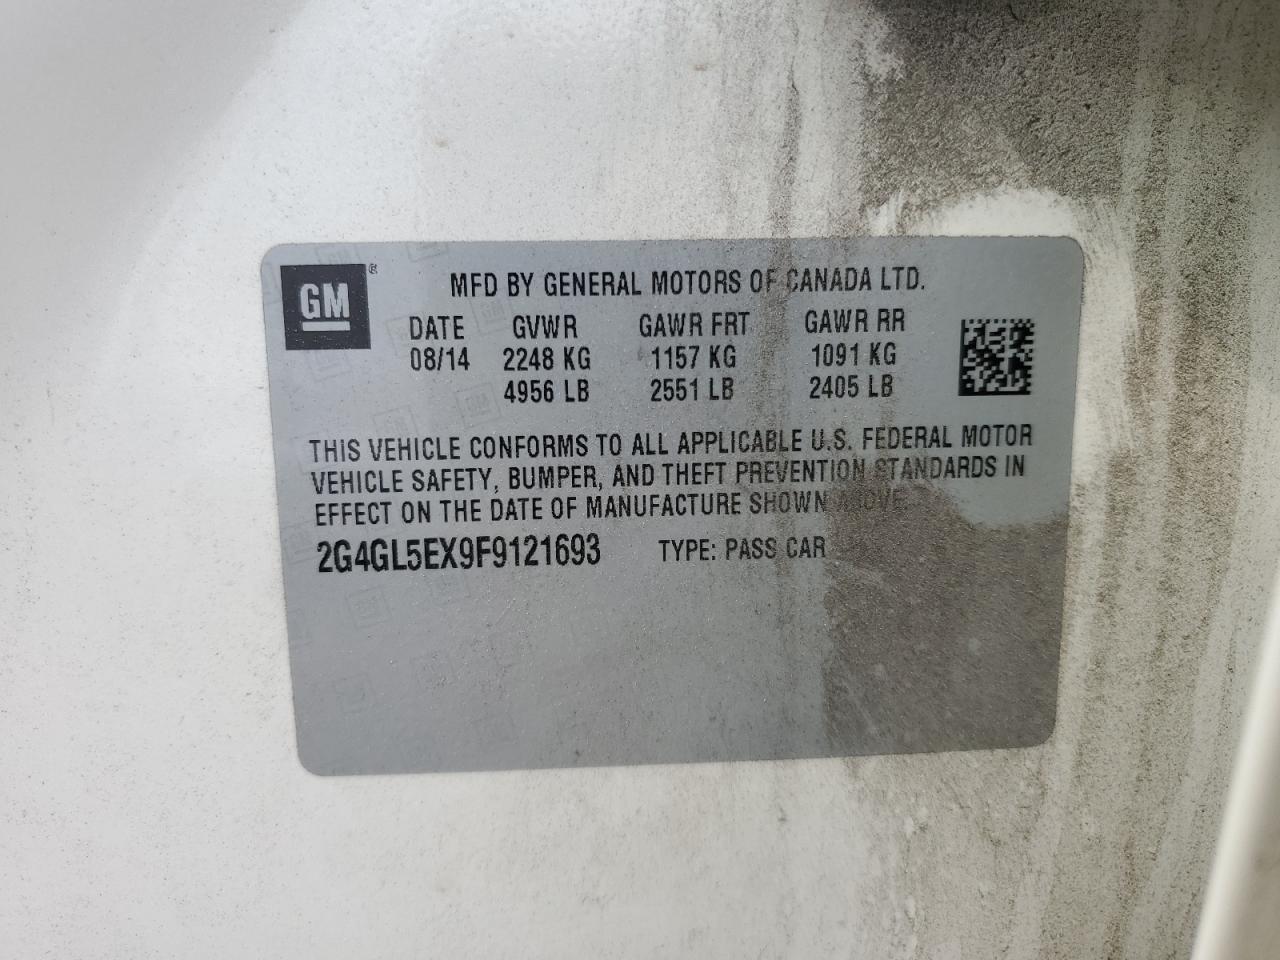 GM ®
MFD BY GENERAL MOTORS OF CANADA LTD.
DATE GVWR GAWR FRT GAWR RR
08/14 2248 KG 1157 KG 1091 KG
4956 LB 2551 LB 2405 LB
THIS VEHICLE CONFORMS TO ALL APPLICABLE U.S. FEDERAL MOTOR
VEHICLE SAFETY, BUMPER, AND THEFT PREVENTION STANDARDS IN
EFFECT ON THE DATE OF MANUFACTURE SHOWN ABOVE.
2G4GL5EX9F9121693 TYPE: PASS CAR